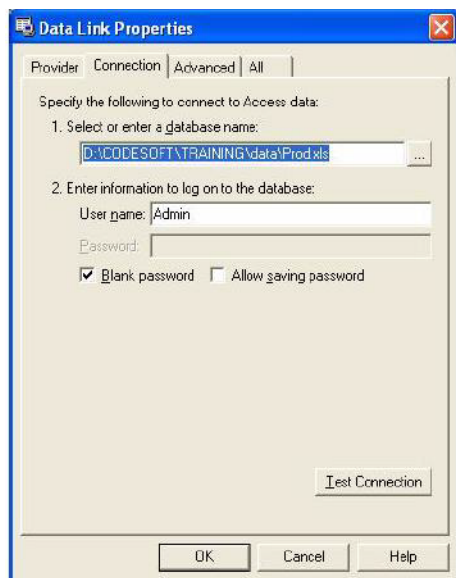 Data Link Properties
Provider Connection Advanced All
Specify the following to connect to Access data:
1. Select or enter a database name:
D:\CODESOFT\TRAINING\data\Prod.xls ...
2. Enter information to log on to the database:
User name: Admin
Password:
Blank password Allow saving password
Test Connection
OK Cancel Help